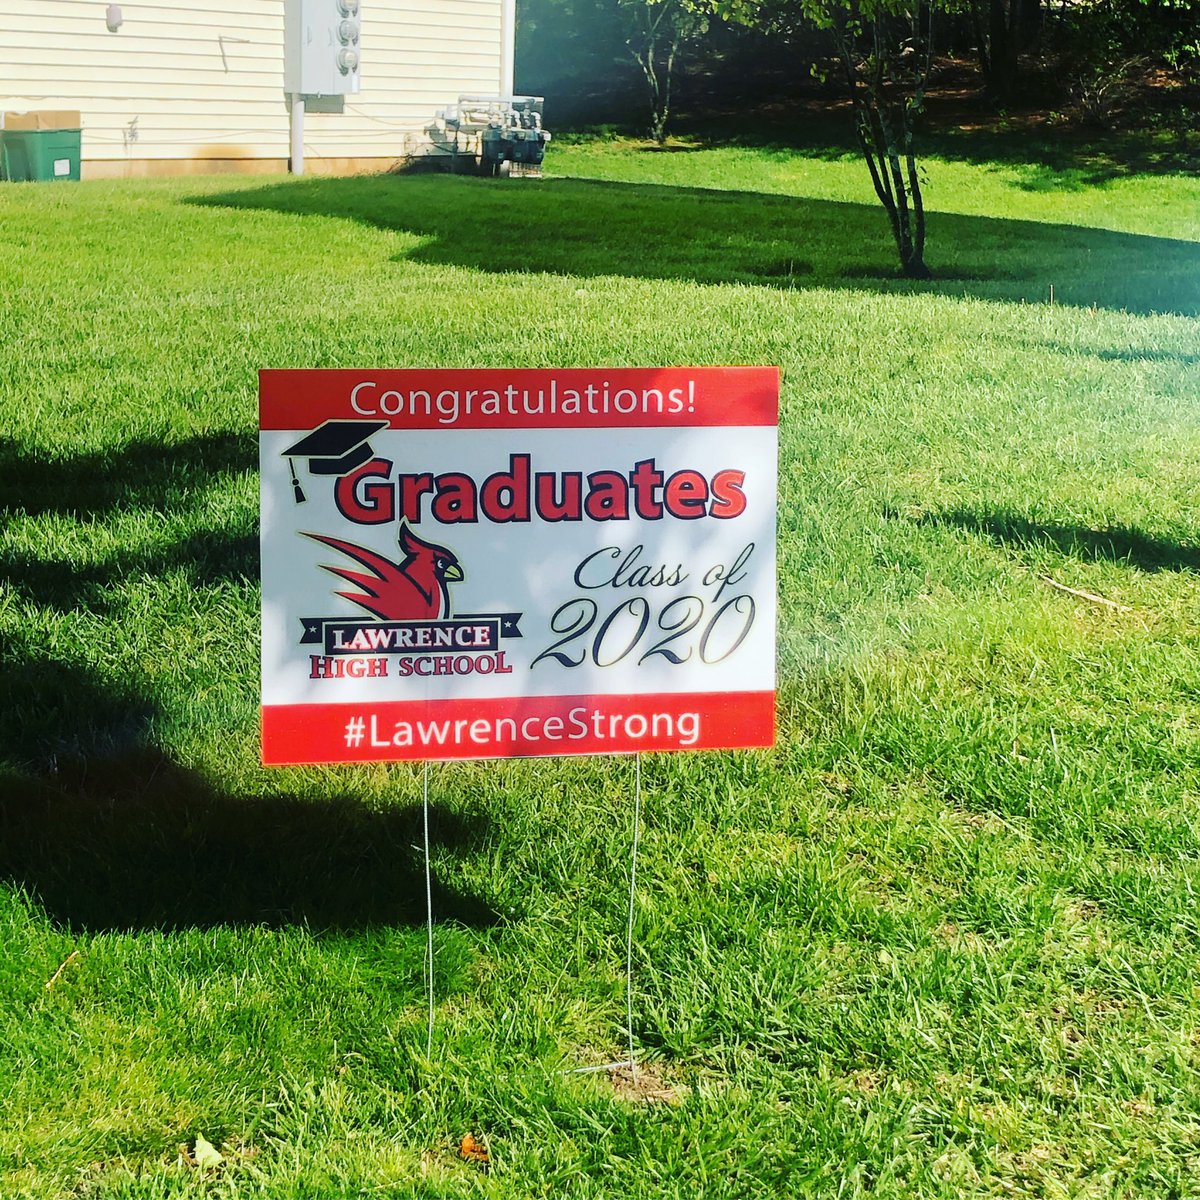 Congratulations!
Graduates
Class of
2020
LAWRENCE
HIGH SCHOOL
#LawrenceStrong